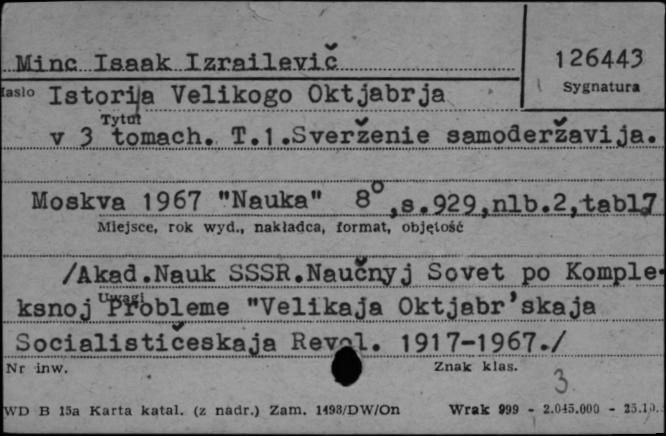 Minc Isaak Izrailevič
126443
Sygnatura
Hasło Istorija Velikogo Oktjabrja
Tytuł
v 3 tomach. T.1.Sverženie samoderžavija.
Moskva 1967 "Nauka" 8°,s.929,nlb.2,tabl7
Miejsce, rok wyd., nakładca, format, objętość
/Akad.Nauk SSSR.Naučnyj Sovet po Komple-
Uwagi
ksnoj Probleme "Velikaja Oktjabr'skaja
Socialističeskaja Revol. 1917-1967./
Nr inw.
Znak klas.
3
WD B 15a Karta katal. (z nadr.) Zam. 1498/DW/On Wrak 999 - 2.045.000 - 25.10.